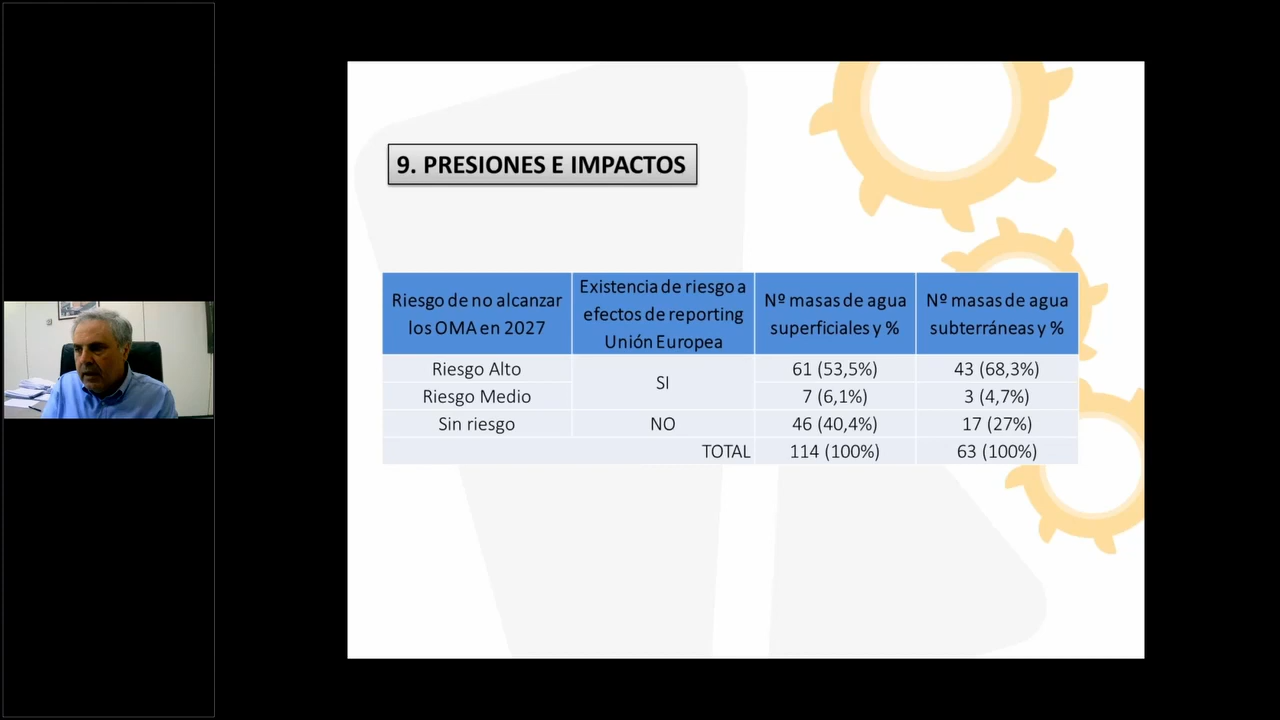 9. PRESIONES E IMPACTOS
Riesgo de no alcanzar
los OMA en 2027
Existencia de riesgo a
efectos de reporting
Unión Europea
Nº masas de agua
superficiales y %
Nº masas de agua
subterráneas y %
Riesgo Alto
SI
61 (53,5%)
43 (68,3%)
Riesgo Medio
7 (6,1%)
3 (4,7%)
Sin riesgo
NO
46 (40,4%)
17 (27%)
TOTAL
114 (100%)
63 (100%)